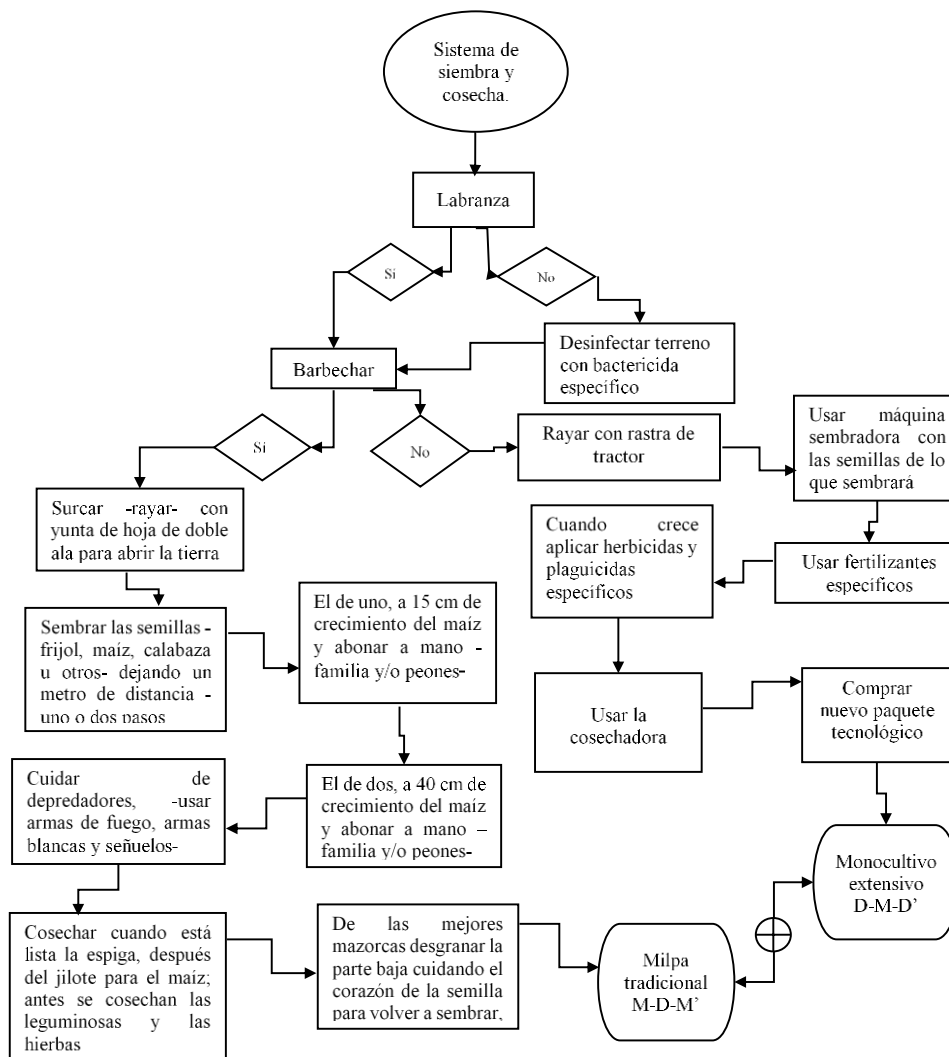 Sistema de
siembra y
cosecha.
Labranza
Si
No
Desinfectar terreno
con bactericida
específico
Barbechar
Si
No
Rayar con rastra de
tractor
Usar máquina
sembradora con
las semillas de lo
que sembrará
Surcar -rayar- con
yunta de hoja de doble
ala para abrir la tierra
Cuando crece
aplicar herbicidas y
plaguicidas
específicos
Usar fertilizantes
específicos
Sembrar las semillas -
frijol, maíz, calabaza
u otros- dejando un
metro de distancia -
uno o dos pasos
El de uno, a 15 cm de
crecimiento del maíz
y abonar a mano -
familia y/o peones-
Usar la
cosechadora
Comprar
nuevo paquete
tecnológico
Cuidar de
depredadores, -usar
armas de fuego, armas
blancas y señuelos-
El de dos, a 40 cm de
crecimiento del maíz
y abonar a mano –
familia y/o peones-
Monocultivo
extensivo
D-M-D’
Cosechar cuando está
lista la espiga, después
del jilote para el maíz;
antes se cosechan las
leguminosas y las
hierbas
De las mejores
mazorcas desgranar la
parte baja cuidando el
corazón de la semilla
para volver a sembrar,
Milpa
tradicional
M-D-M’